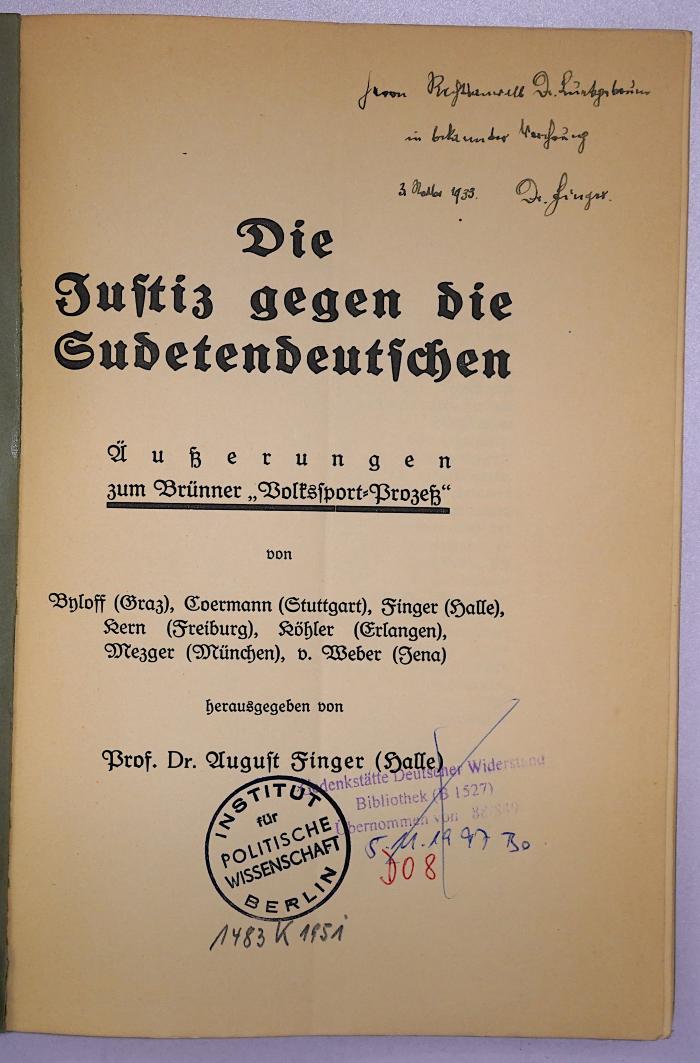 Herrn Rechtsanwalt Dr. Luetgebrune
in bekannter Verehrung
3. 1933. Dr. Finger.
Die
Justiz gegen die
Sudetendeutschen
Äußerungen
zum Brünner „Volkssport-Prozeß“
von
Byloff (Graz), Coermann (Stuttgart), Finger (Halle),
Kern (Freiburg), Köhler (Erlangen),
Mezger (München), v. Weber (Jena)
herausgegeben von
Prof. Dr. August Finger (Halle)
Gedenkstätte Deutscher Widerstand
Bibliothek (B 1527)
Übernommen von
5.11.1997 Bo
D08
INSTITUT
für
POLITISCHE
WISSENSCHAFT
BERLIN
1483 K 1951